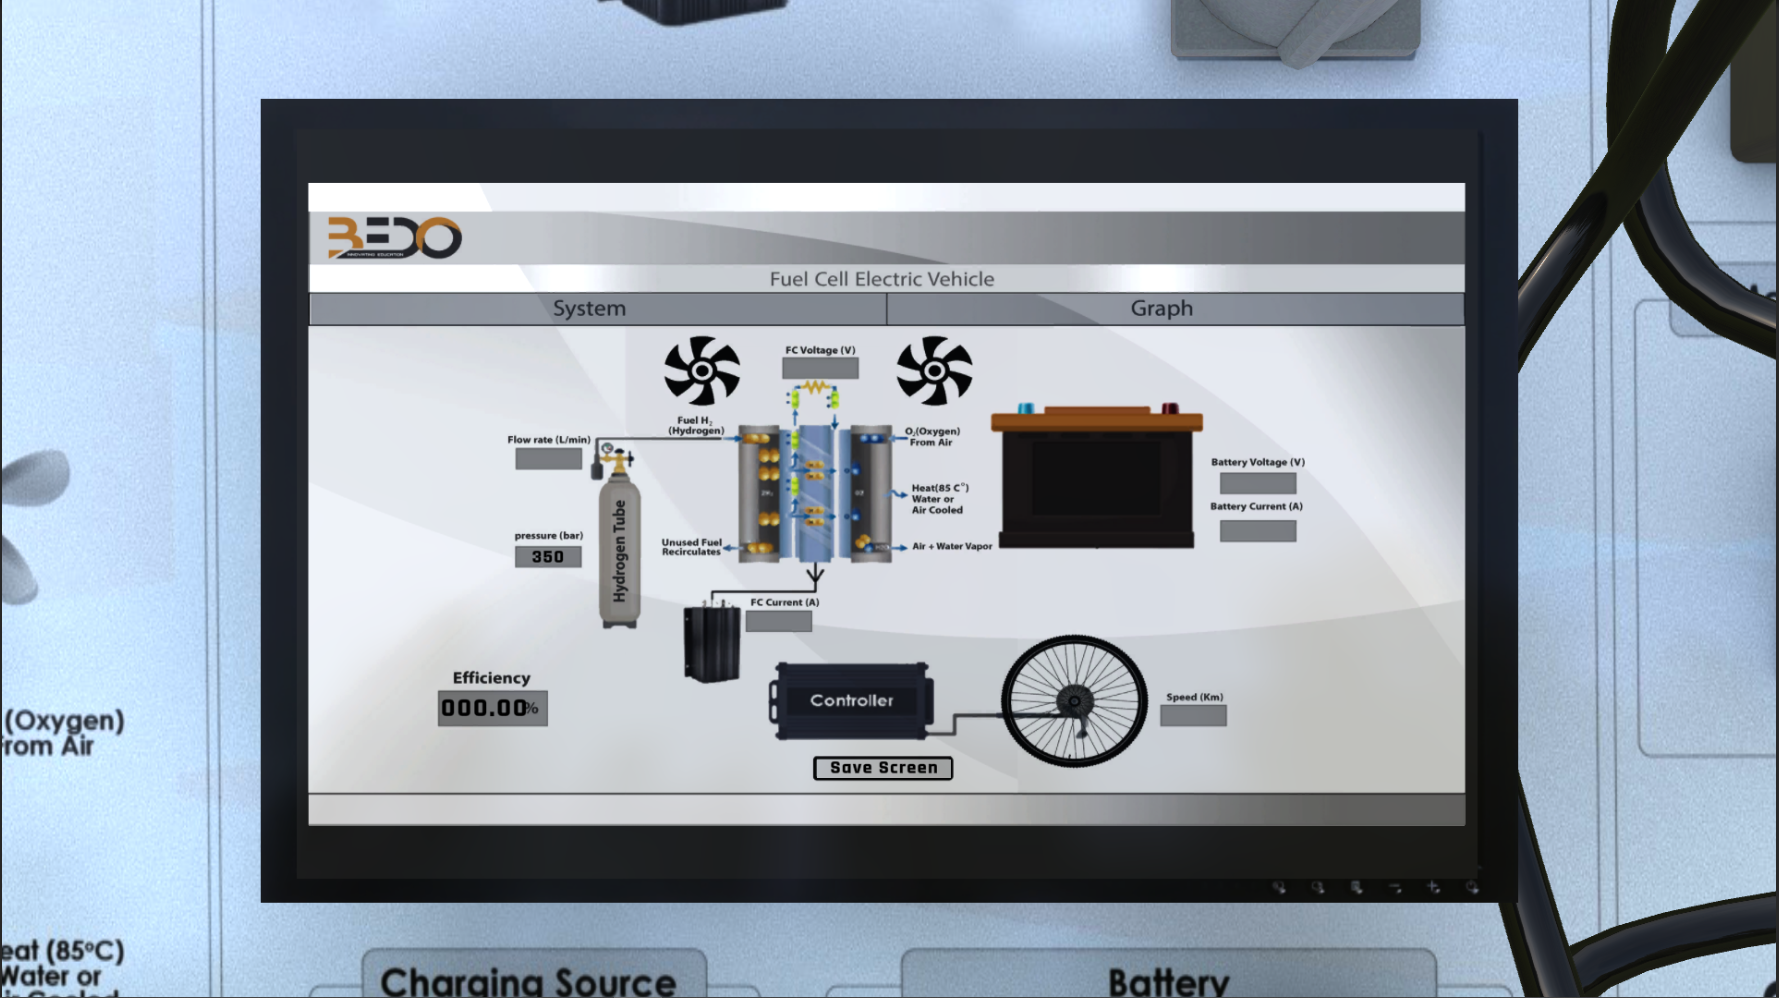 BEDO
INNOVATING EDUCATION
Fuel Cell Electric Vehicle
System
Graph
FC Voltage (V)
Fuel H₂
(Hydrogen)
O₂(Oxygen)
From Air
Flow rate (L/min)
Battery Voltage (V)
Heat(85 C°)
Water or
Air Cooled
Battery Current (A)
Hydrogen Tube
pressure (bar)
350
Unused Fuel
Recirculates
Air + Water Vapor
FC Current (A)
Efficiency
000.00%
Controller
Speed (Km)
Save Screen
(Oxygen)
From Air
eat (85°C)
Water or
Charging Source
Battery